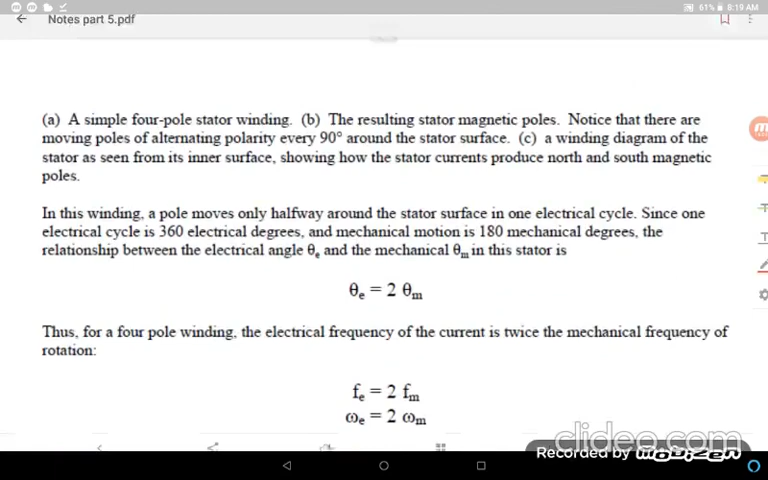 61% 8:19 AM
Notes part 5.pdf
(a) A simple four-pole stator winding. (b) The resulting stator magnetic poles. Notice that there are
moving poles of alternating polarity every 90° around the stator surface. (c) a winding diagram of the
stator as seen from its inner surface, showing how the stator currents produce north and south magnetic
poles.
In this winding, a pole moves only halfway around the stator surface in one electrical cycle. Since one
electrical cycle is 360 electrical degrees, and mechanical motion is 180 mechanical degrees, the
relationship between the electrical angle θe and the mechanical θm in this stator is
θe = 2 θm
Thus, for a four pole winding, the electrical frequency of the current is twice the mechanical frequency of
rotation:
fe = 2 fm
ωe = 2 ωm
clideo.com
Recorded by mobizen